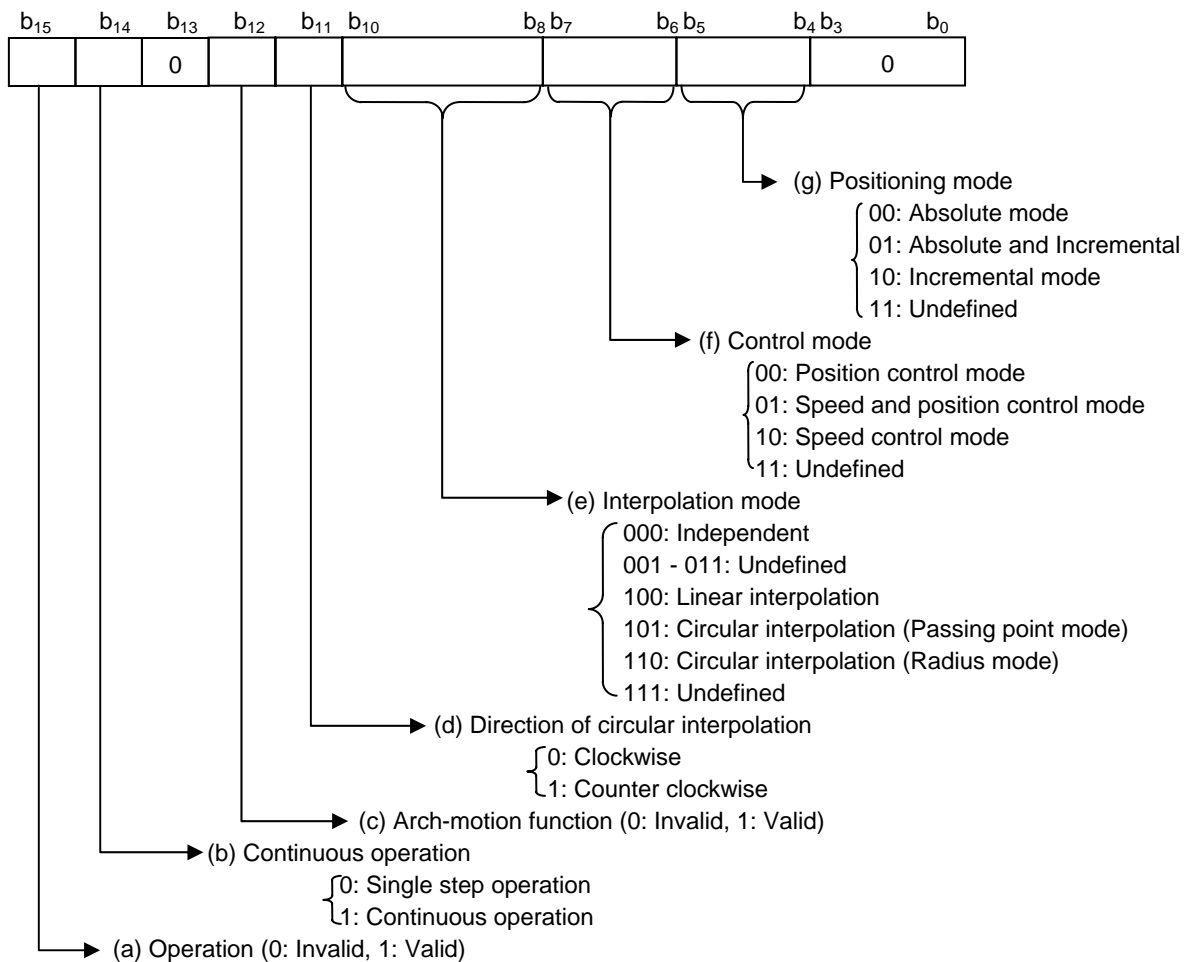 b15 b14 b13 b12 b11 b10 b8 b7 b6 b5 b4 b3 b0
0 0
(g) Positioning mode
00: Absolute mode
01: Absolute and Incremental
10: Incremental mode
11: Undefined
(f) Control mode
00: Position control mode
01: Speed and position control mode
10: Speed control mode
11: Undefined
(e) Interpolation mode
000: Independent
001 - 011: Undefined
100: Linear interpolation
101: Circular interpolation (Passing point mode)
110: Circular interpolation (Radius mode)
111: Undefined
(d) Direction of circular interpolation
0: Clockwise
1: Counter clockwise
(c) Arch-motion function (0: Invalid, 1: Valid)
(b) Continuous operation
0: Single step operation
1: Continuous operation
(a) Operation (0: Invalid, 1: Valid)